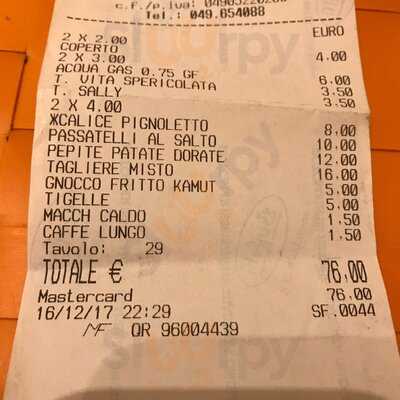 c.f./p.iva:
Tel.: 049.654088
EURO
2 X 2.00
COPERTO 4.00
2 X 3.00
ACQUA GAS 0.75 GF 6.00
T. VITA SPERICOLATA 3.50
T. SALLY 3.50
2 X 4.00
*CALICE PIGNOLETTO 8.00
PASSATELLI AL SALTO 10.00
PEPITE PATATE DORATE 12.00
TAGLIERE MISTO 16.00
GNOCCO FRITTO KAMUT 5.00
TIGELLE 5.00
MACCH CALDO 1.50
CAFFE LUNGO 1.50
Tavolo: 29
TOTALE € 76,00
Mastercard 76.00
16/12/17 22:29 SF.0044
MF QR 96004439